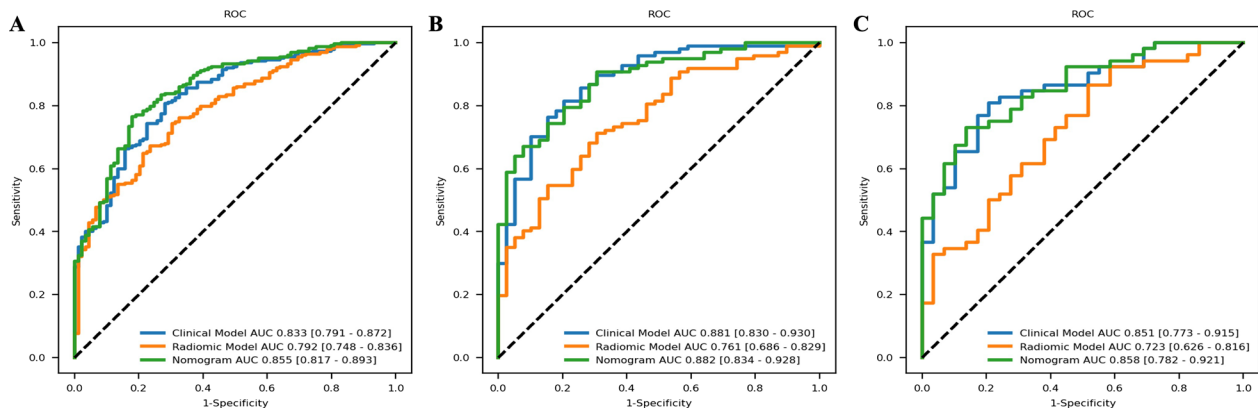 A
ROC
1.0
0.8
0.6
0.4
0.2
0.0
Sensitivity
Clinical Model AUC 0.833 [0.791 - 0.872]
Radiomic Model AUC 0.792 [0.748 - 0.836]
Nomogram AUC 0.855 [0.817 - 0.893]
0.0 0.2 0.4 0.6 0.8 1.0
1-Specificity
B
ROC
1.0
0.8
0.6
0.4
0.2
0.0
Sensitivity
Clinical Model AUC 0.881 [0.830 - 0.930]
Radiomic Model AUC 0.761 [0.686 - 0.829]
Nomogram AUC 0.882 [0.834 - 0.928]
0.0 0.2 0.4 0.6 0.8 1.0
1-Specificity
C
ROC
1.0
0.8
0.6
0.4
0.2
0.0
Sensitivity
Clinical Model AUC 0.851 [0.773 - 0.915]
Radiomic Model AUC 0.723 [0.626 - 0.816]
Nomogram AUC 0.858 [0.782 - 0.921]
0.0 0.2 0.4 0.6 0.8 1.0
1-Specificity